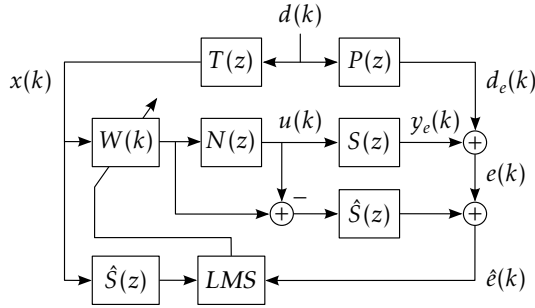 d(k)
x(k)
T(z)
P(z)
d_e(k)
W(k)
N(z)
u(k)
S(z)
y_e(k)
+
e(k)
+
−
Ŝ(z)
+
Ŝ(z)
LMS
ê(k)